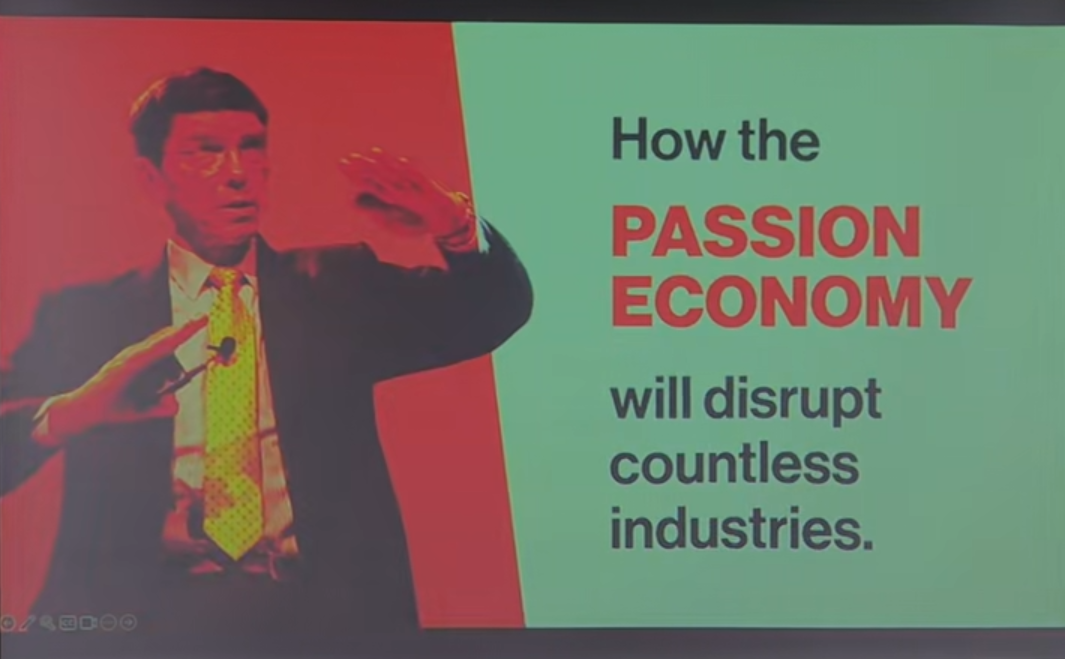 How the
PASSION
ECONOMY
will disrupt
countless
industries.